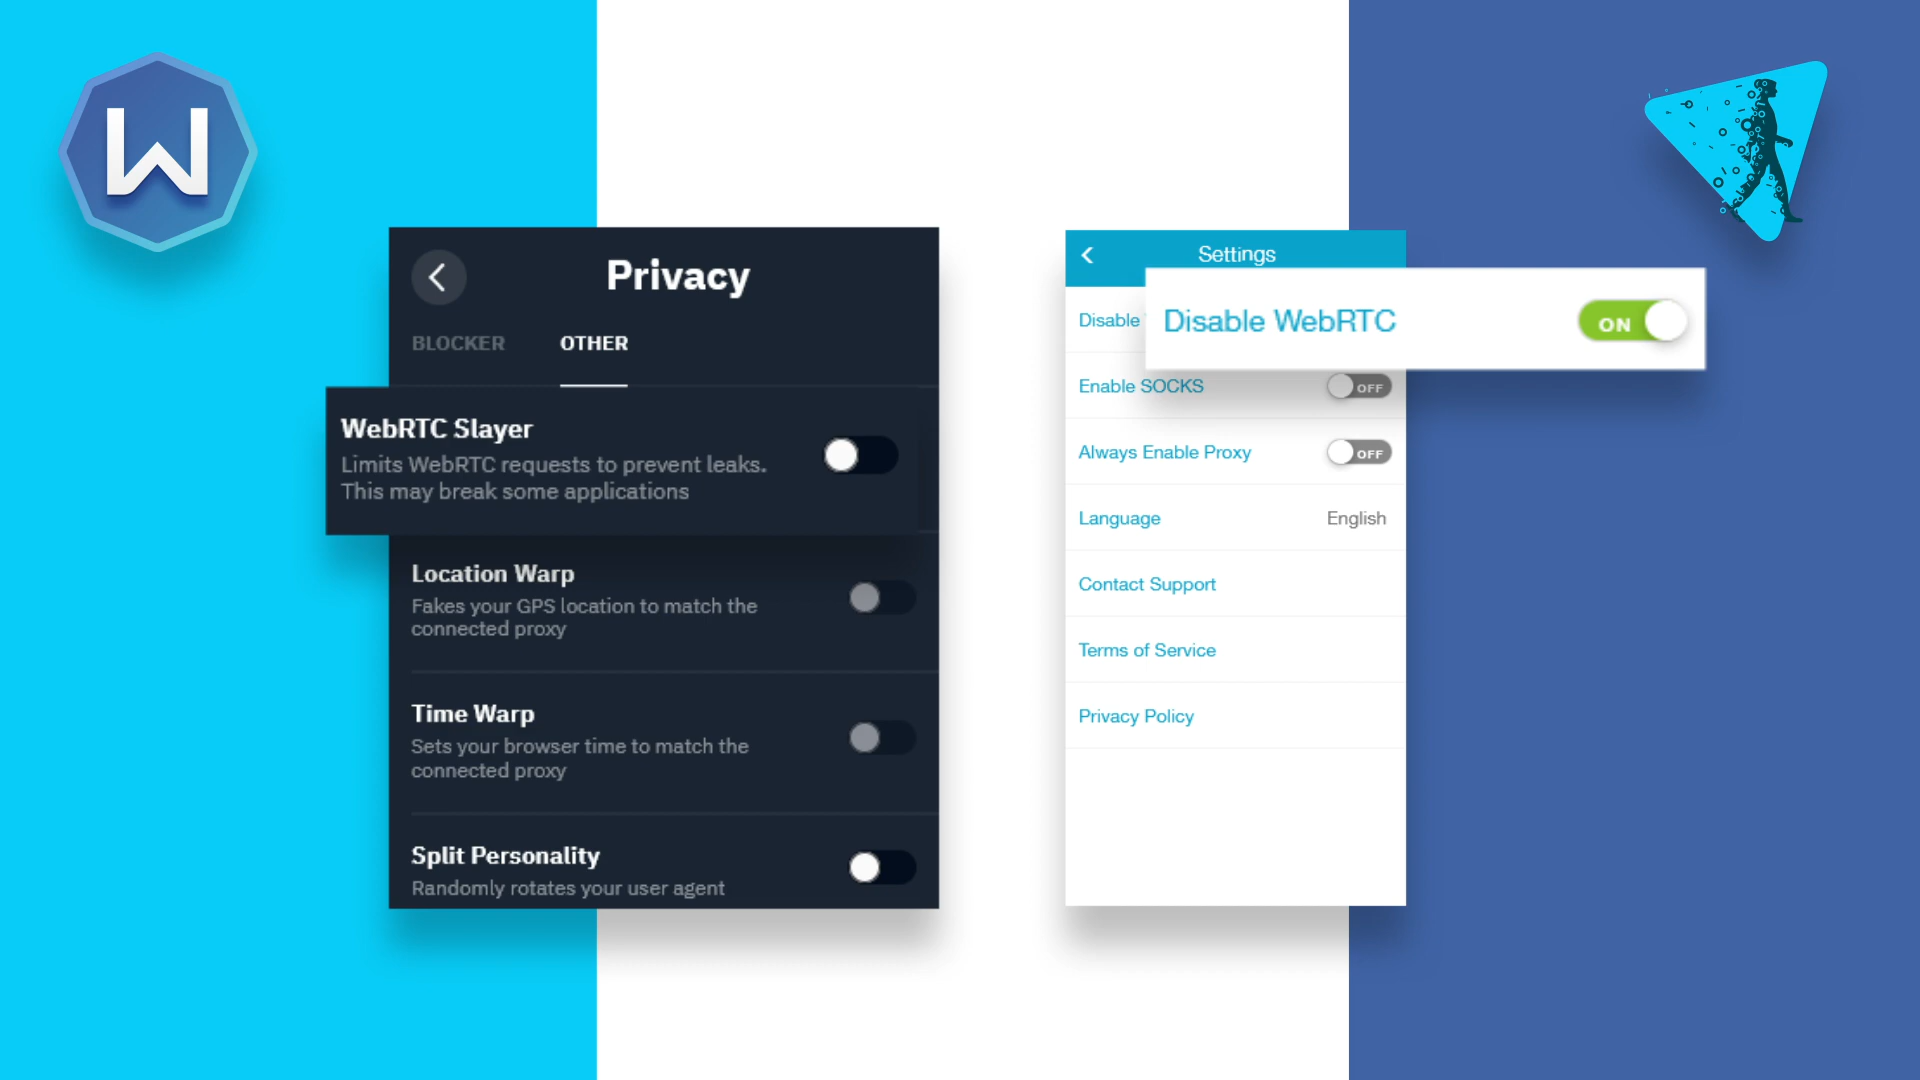 W
Privacy
BLOCKER
OTHER
WebRTC Slayer
Limits WebRTC requests to prevent leaks.
This may break some applications
Location Warp
Fakes your GPS location to match the
connected proxy
Time Warp
Sets your browser time to match the
connected proxy
Split Personality
Randomly rotates your user agent
Settings
Disable
Disable WebRTC
ON
Enable SOCKS
OFF
Always Enable Proxy
OFF
Language
English
Contact Support
Terms of Service
Privacy Policy